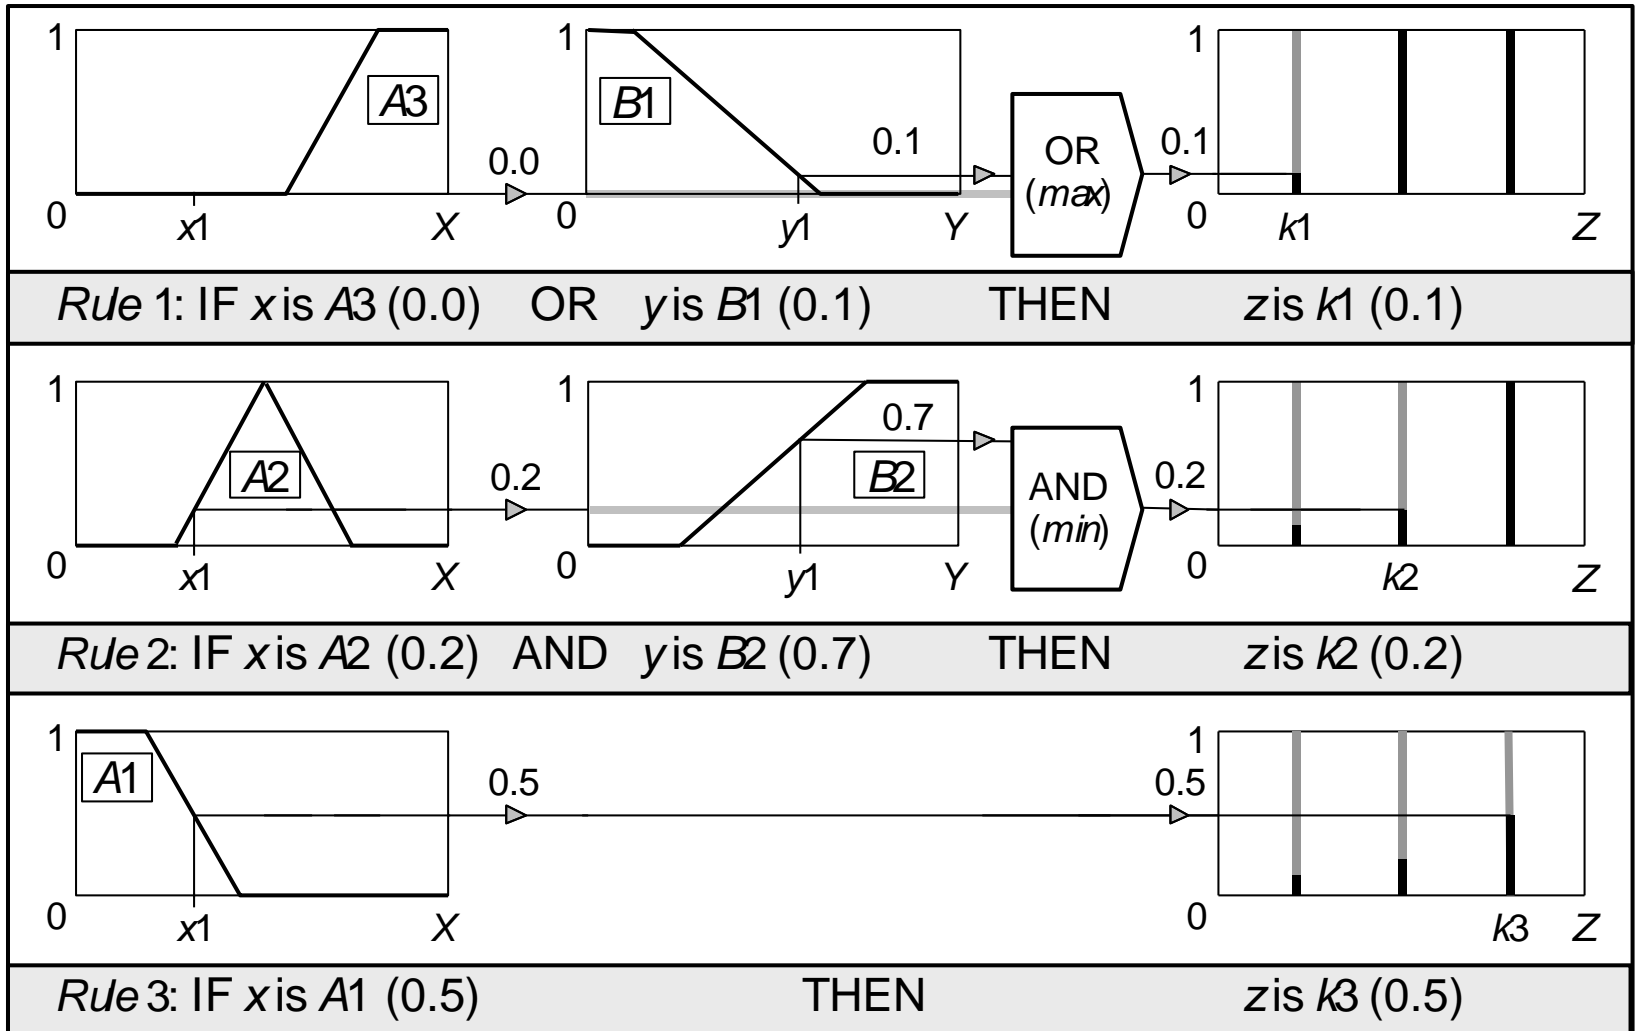 1
A3
0.0
0
x1
X
1
B1
0.1
0
y1
Y
OR
(max)
0.1
1
0
k1
Z
Rule 1: IF x is A3 (0.0) OR y is B1 (0.1) THEN z is k1 (0.1)
1
A2
0.2
0
x1
X
1
0.7
B2
0
y1
Y
AND
(min)
0.2
1
0
k2
Z
Rule 2: IF x is A2 (0.2) AND y is B2 (0.7) THEN z is k2 (0.2)
1
A1
0.5
0
x1
X
1
0.5
0
k3
Z
Rule 3: IF x is A1 (0.5) THEN z is k3 (0.5)